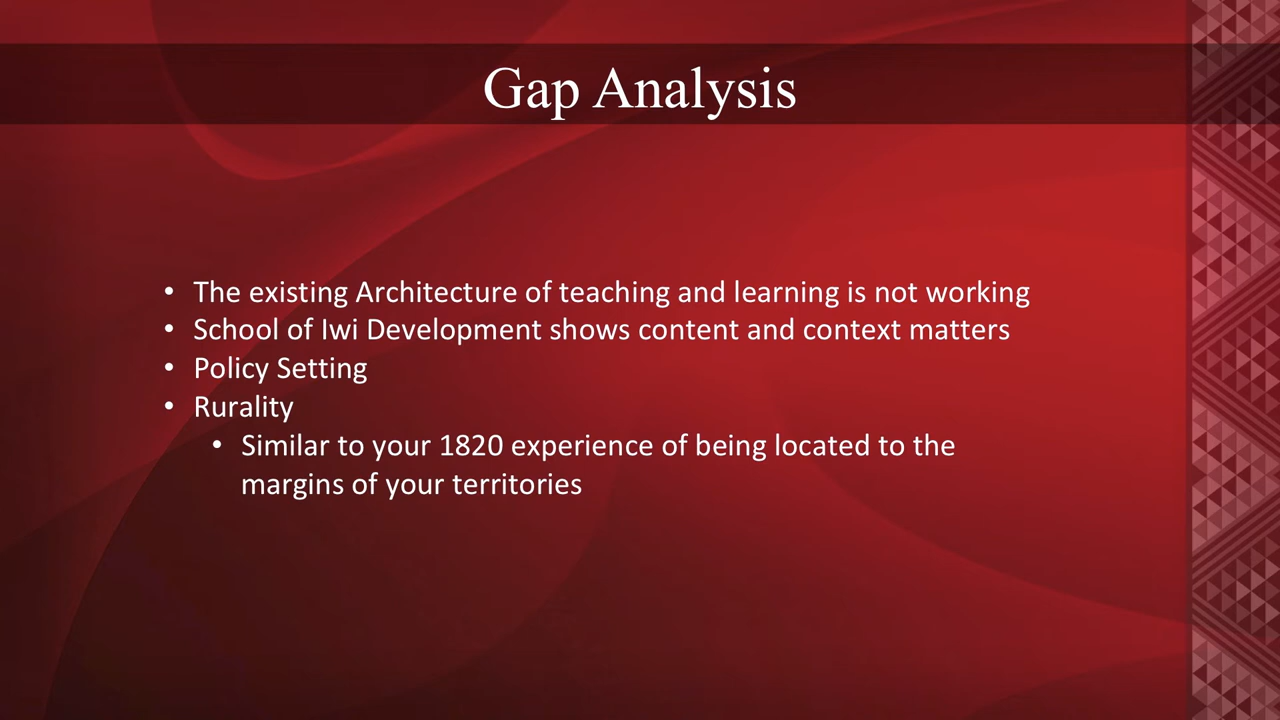 Gap Analysis
• The existing Architecture of teaching and learning is not working
• School of Iwi Development shows content and context matters
• Policy Setting
• Rurality
• Similar to your 1820 experience of being located to the
margins of your territories